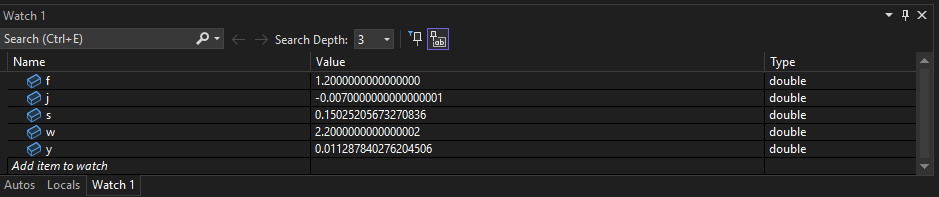 Watch 1
Search (Ctrl+E) Search Depth: 3
Name Value Type
f 1.2000000000000000 double
j -0.0070000000000000001 double
s 0.15025205673270836 double
w 2.2000000000000002 double
y 0.011287840276204506 double
Add item to watch
Autos Locals Watch 1